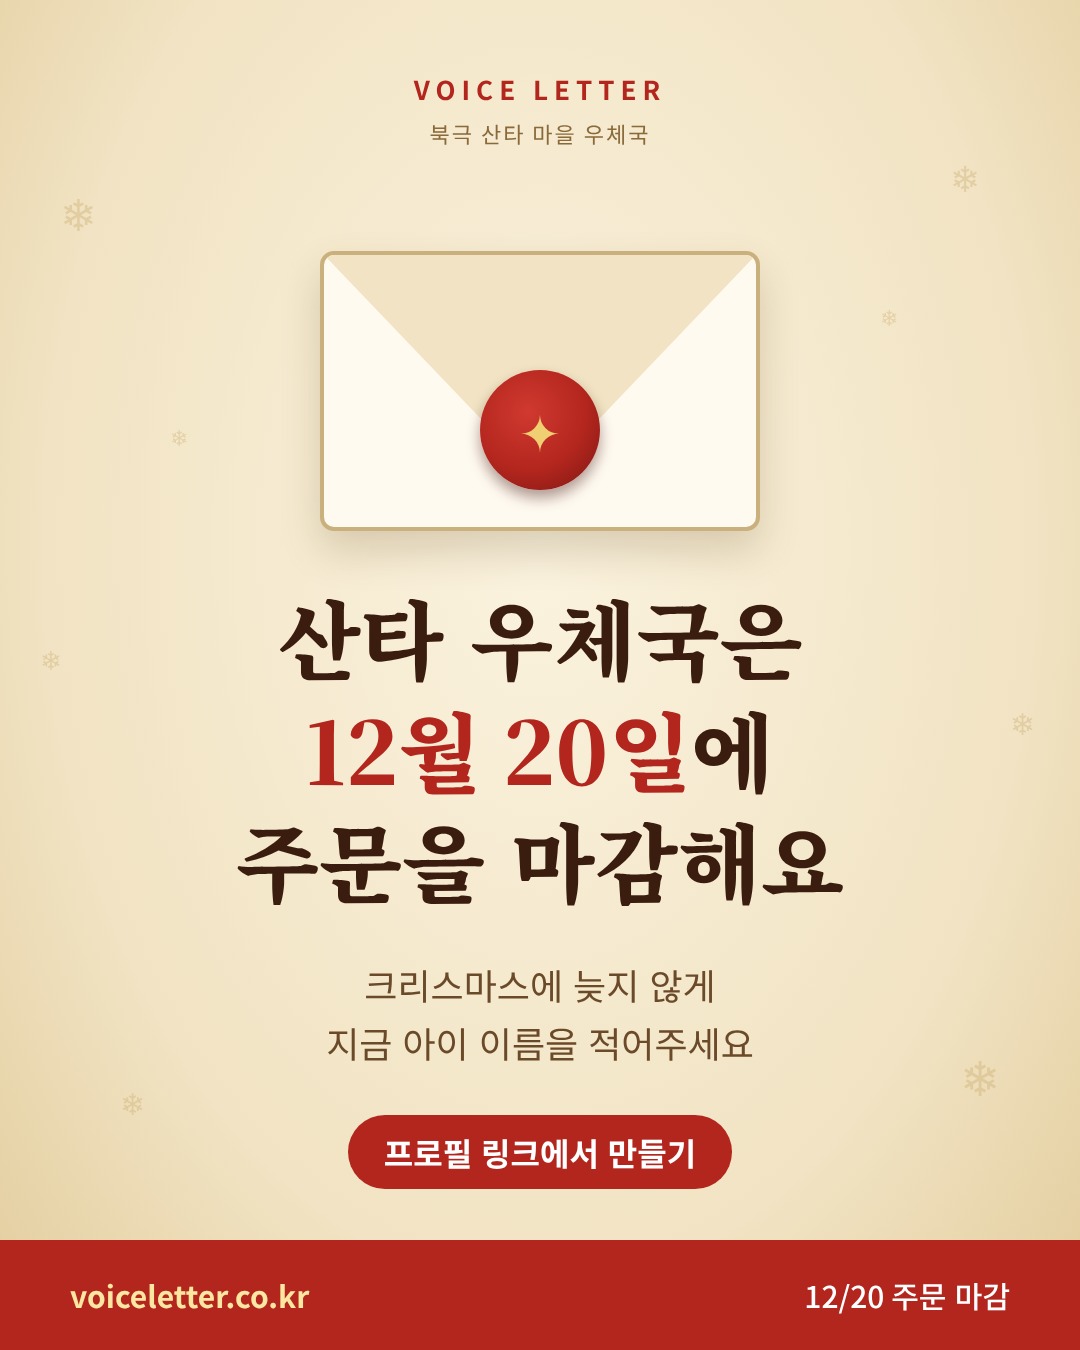 VOICE LETTER
북극 산타 마을 우체국
산타 우체국은
12월 20일에
주문을 마감해요
크리스마스에 늦지 않게
지금 아이 이름을 적어주세요
프로필 링크에서 만들기
voiceletter.co.kr
12/20 주문 마감